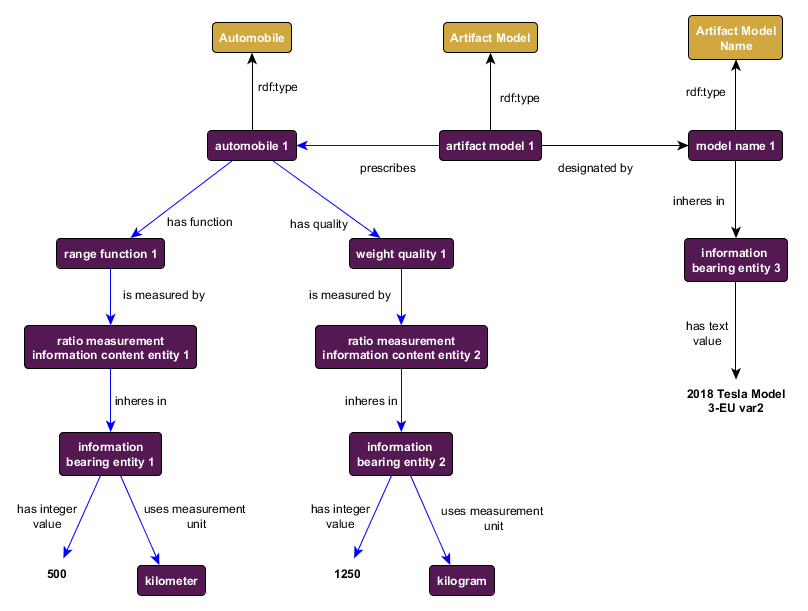 Automobile
Artifact Model
Artifact Model
Name
rdf:type
rdf:type
rdf:type
automobile 1
artifact model 1
model name 1
prescribes
designated by
has function
has quality
inheres in
range function 1
weight quality 1
information
bearing entity 3
is measured by
is measured by
ratio measurement
information content entity 1
ratio measurement
information content entity 2
has text
value
2018 Tesla Model
3-EU var2
inheres in
inheres in
information
bearing entity 1
information
bearing entity 2
has integer
value
uses measurement
unit
has integer
value
uses measurement
unit
500
kilometer
1250
kilogram